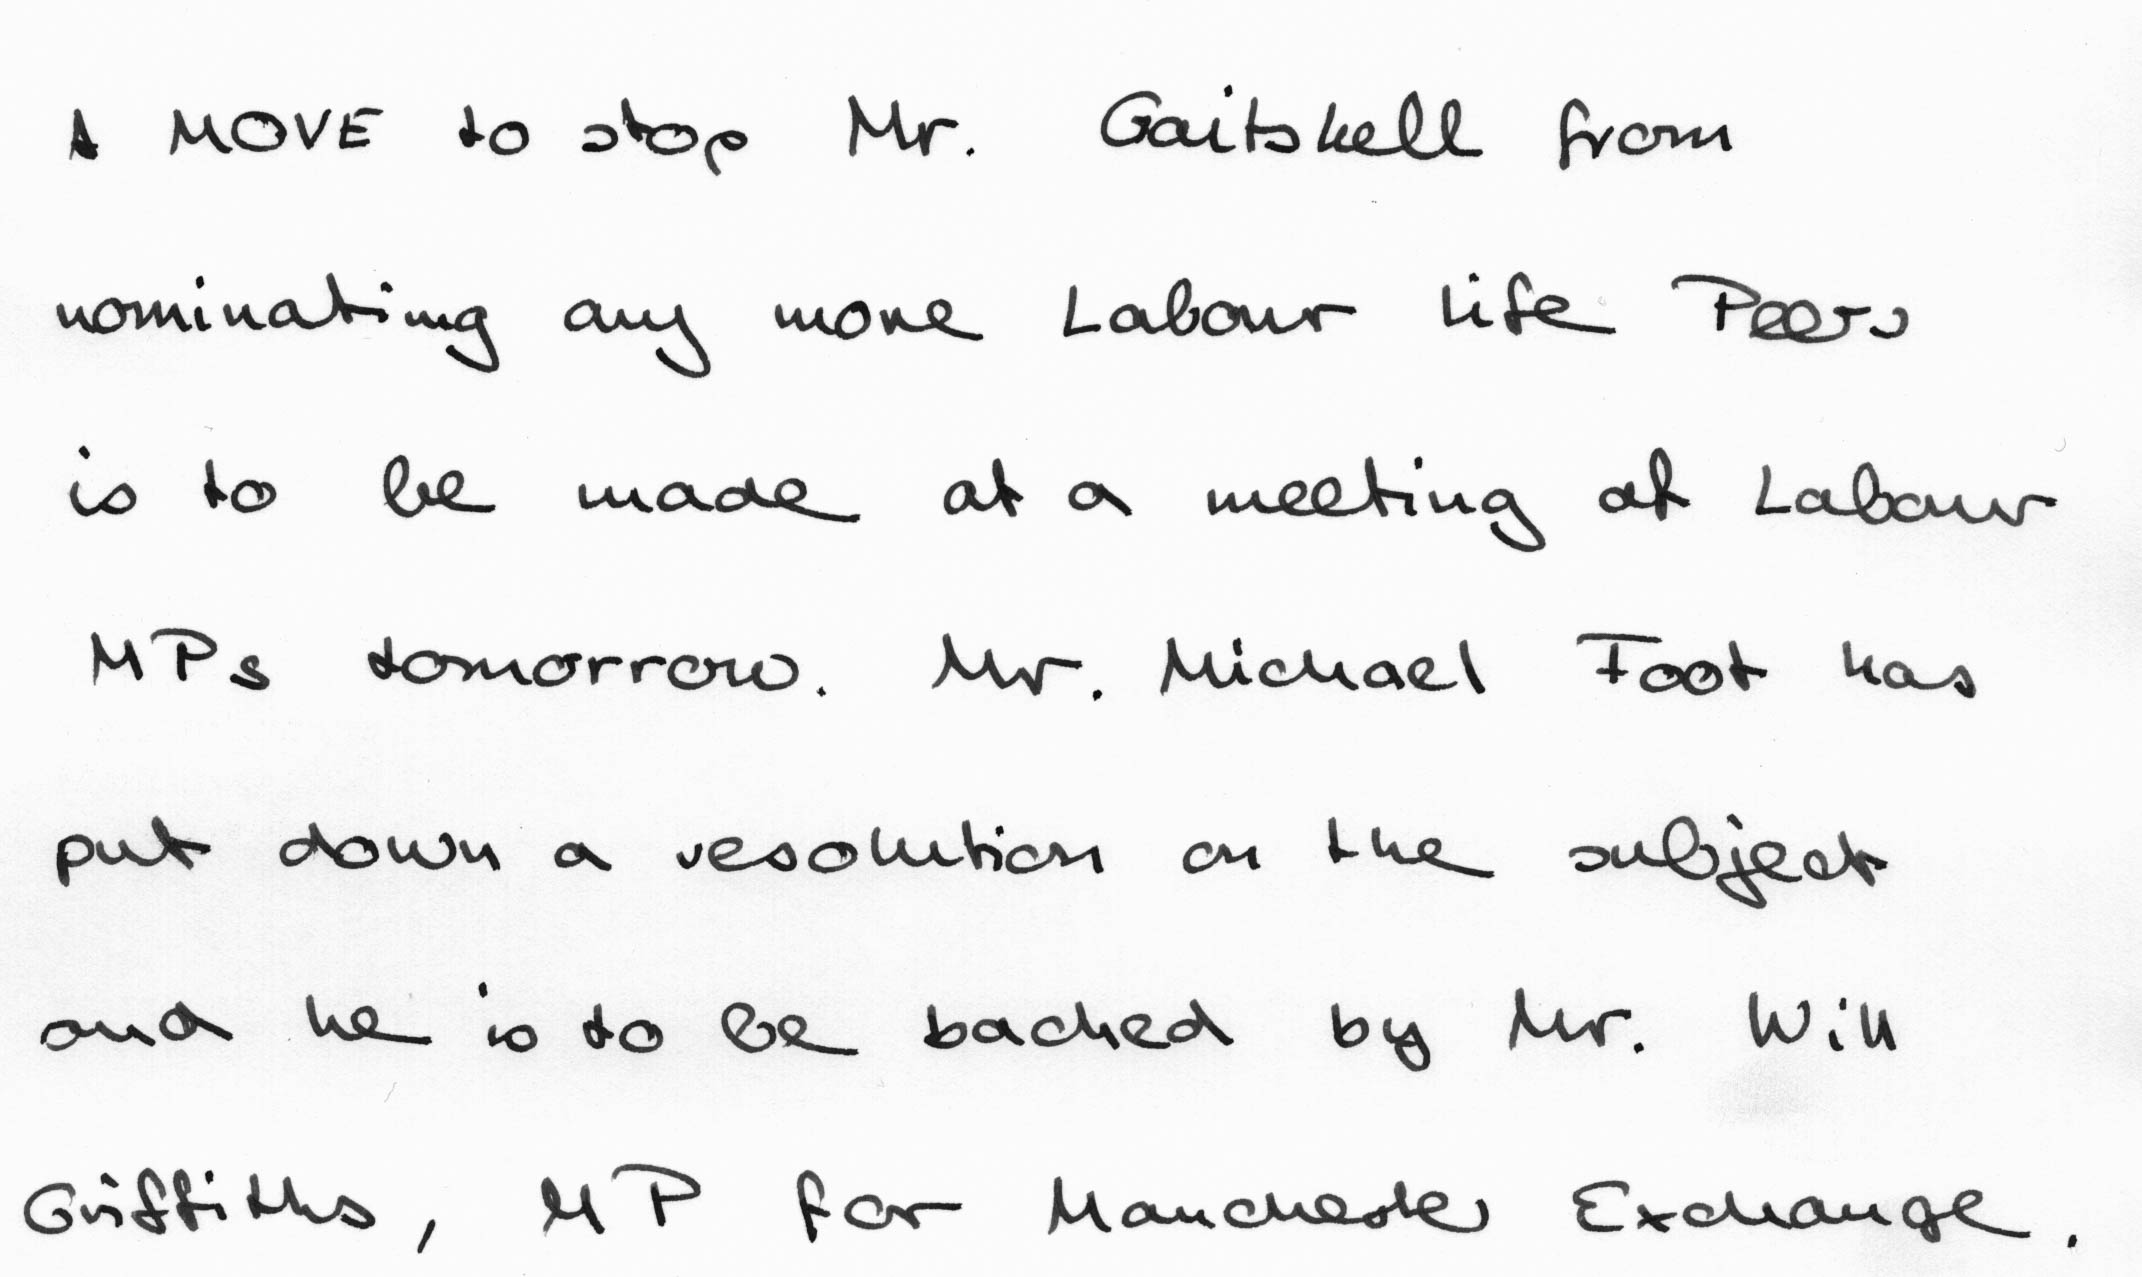 A MOVE to stop Mr. Gaitskell from
nominating any more Labour life Peers
is to be made at a meeting of Labour
MPs tomorrow. Mr. Michael Foot has
put down a resolution on the subject
and he is to be backed by Mr. Will
Griffiths, MP for Manchester Exchange.